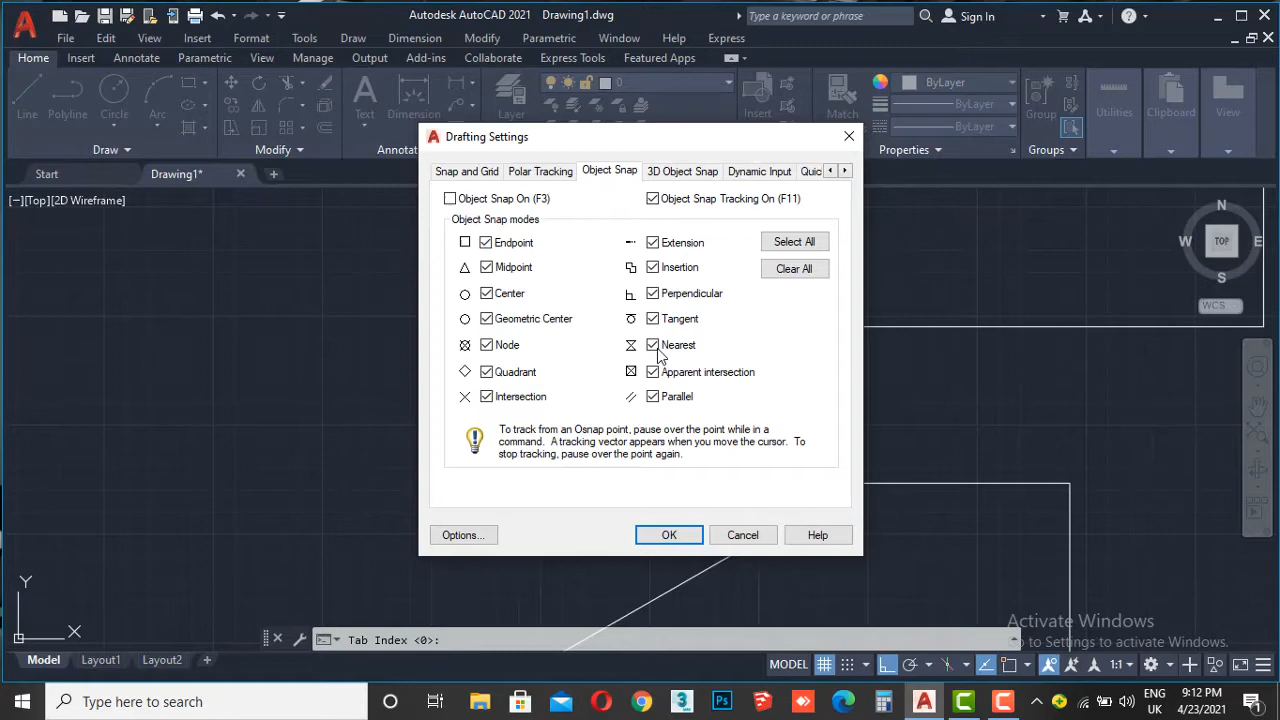 Autodesk AutoCAD 2021 Drawing1.dwg
Type a keyword or phrase
Sign In
File Edit View Insert Format Tools Draw Dimension Modify Parametric Window Help Express
Home Insert Annotate Parametric View Manage Output Add-ins Collaborate Express Tools Featured Apps
Line Polyline Circle Arc
Text Dimension
Layer
0
Insert
Match
ByLayer
ByLayer
ByLayer
Group
Utilities Clipboard View
Draw Modify Annotat Properties Groups
Start Drawing1*
[−][Top][2D Wireframe]
Drafting Settings
Snap and Grid Polar Tracking Object Snap 3D Object Snap Dynamic Input Quic
Object Snap On (F3) Object Snap Tracking On (F11)
Object Snap modes
Endpoint Extension Select All
Midpoint Insertion Clear All
Center Perpendicular
Geometric Center Tangent
Node Nearest
Quadrant Apparent intersection
Intersection Parallel
To track from an Osnap point, pause over the point while in a
command. A tracking vector appears when you move the cursor. To
stop tracking, pause over the point again.
Options... OK Cancel Help
N
W TOP E
S
WCS
Y
X
Activate Windows
Go to Settings to activate Windows.
Tab Index <0>:
Model Layout1 Layout2
MODEL
1:1
Type here to search
3
Ps
ENG
UK
9:12 PM
4/23/2021